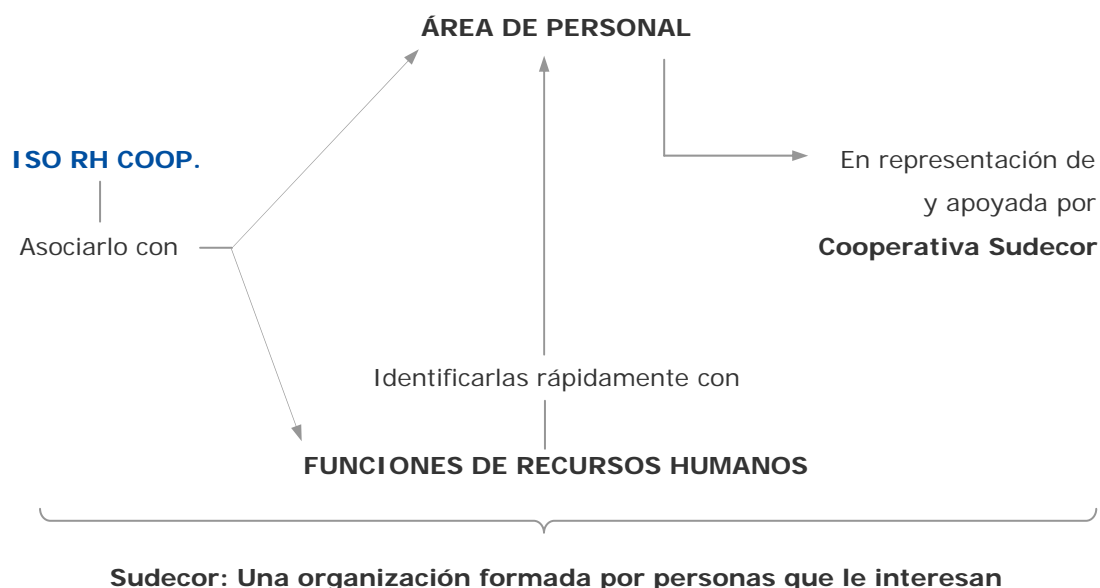 ÁREA DE PERSONAL
ISO RH COOP.
En representación de
y apoyada por
Asociarlo con
Cooperativa Sudecor
Identificarlas rápidamente con
FUNCIONES DE RECURSOS HUMANOS
Sudecor: Una organización formada por personas que le interesan